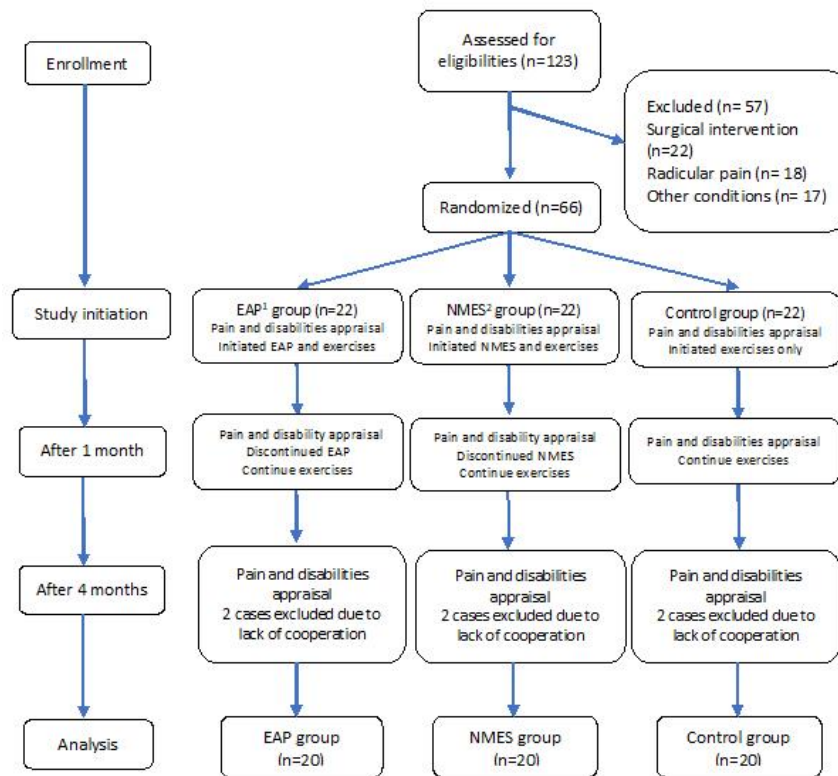 Enrollment
Assessed for
eligibilities (n=123)
Excluded (n= 57)
Surgical intervention
(n=22)
Radicular pain (n= 18)
Other conditions (n= 17)
Randomized (n=66)
Study initiation
EAP¹ group (n=22)
Pain and disabilities appraisal
Initiated EAP and exercises
NMES² group (n=22)
Pain and disabilities appraisal
Initiated NMES and exercises
Control group (n=22)
Pain and disabilities appraisal
Initiated exercises only
After 1 month
Pain and disability appraisal
Discontinued EAP
Continue exercises
Pain and disability appraisal
Discontinued NMES
Continue exercises
Pain and disabilities appraisal
Continue exercises
After 4 months
Pain and disabilities
appraisal
2 cases excluded due to
lack of cooperation
Pain and disabilities
appraisal
2 cases excluded due to
lack of cooperation
Pain and disabilities
appraisal
2 cases excluded due to
lack of cooperation
Analysis
EAP group
(n=20)
NMES group
(n=20)
Control group
(n=20)